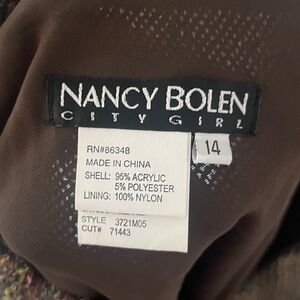 NANCY BOLEN
CITY GIRL
14
RN#86348
MADE IN CHINA
SHELL: 95% ACRYLIC
5% POLYESTER
LINING: 100% NYLON
STYLE 3721M05
CUT# 71443